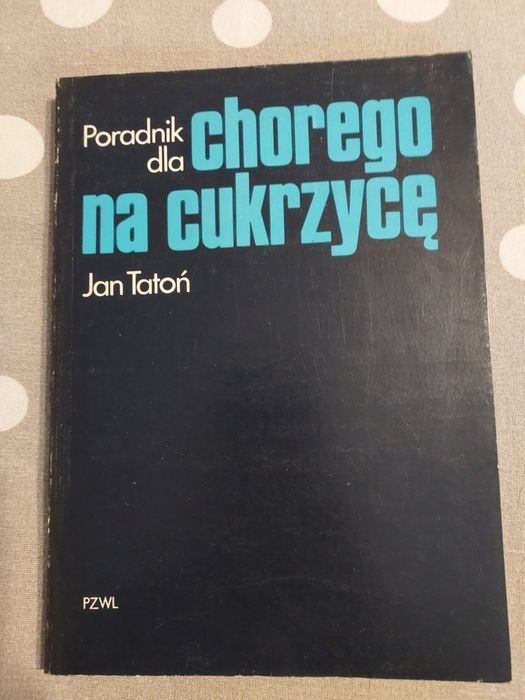 Poradnik
dla chorego
na cukrzycę
Jan Tatoń
PZWL